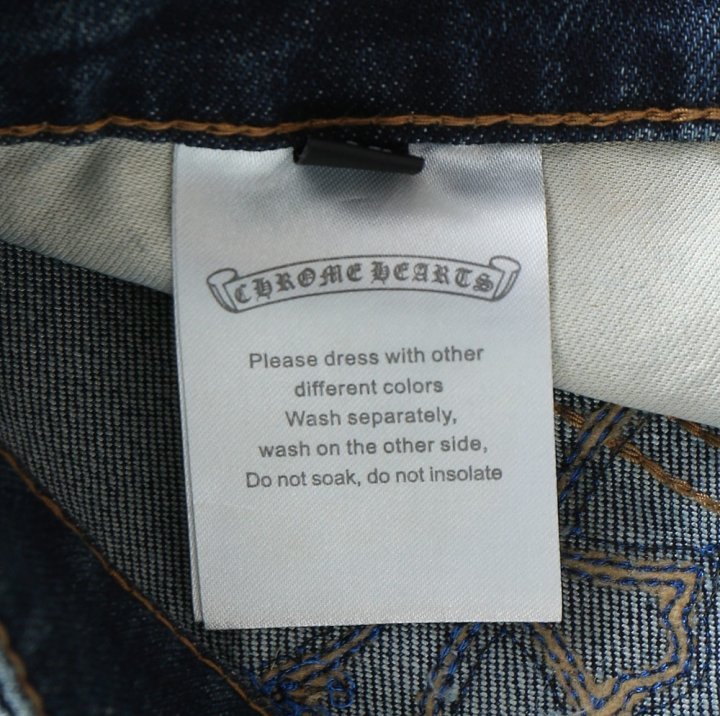 CHROME HEARTS
Please dress with other
different colors
Wash separately,
wash on the other side,
Do not soak, do not insolate